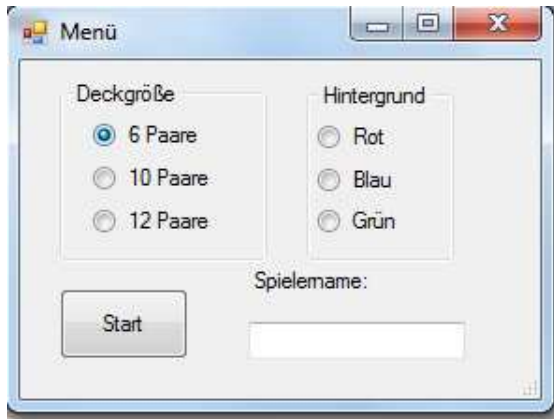 Menü
Deckgröße
6 Paare
10 Paare
12 Paare
Hintergrund
Rot
Blau
Grün
Start
Spielername: